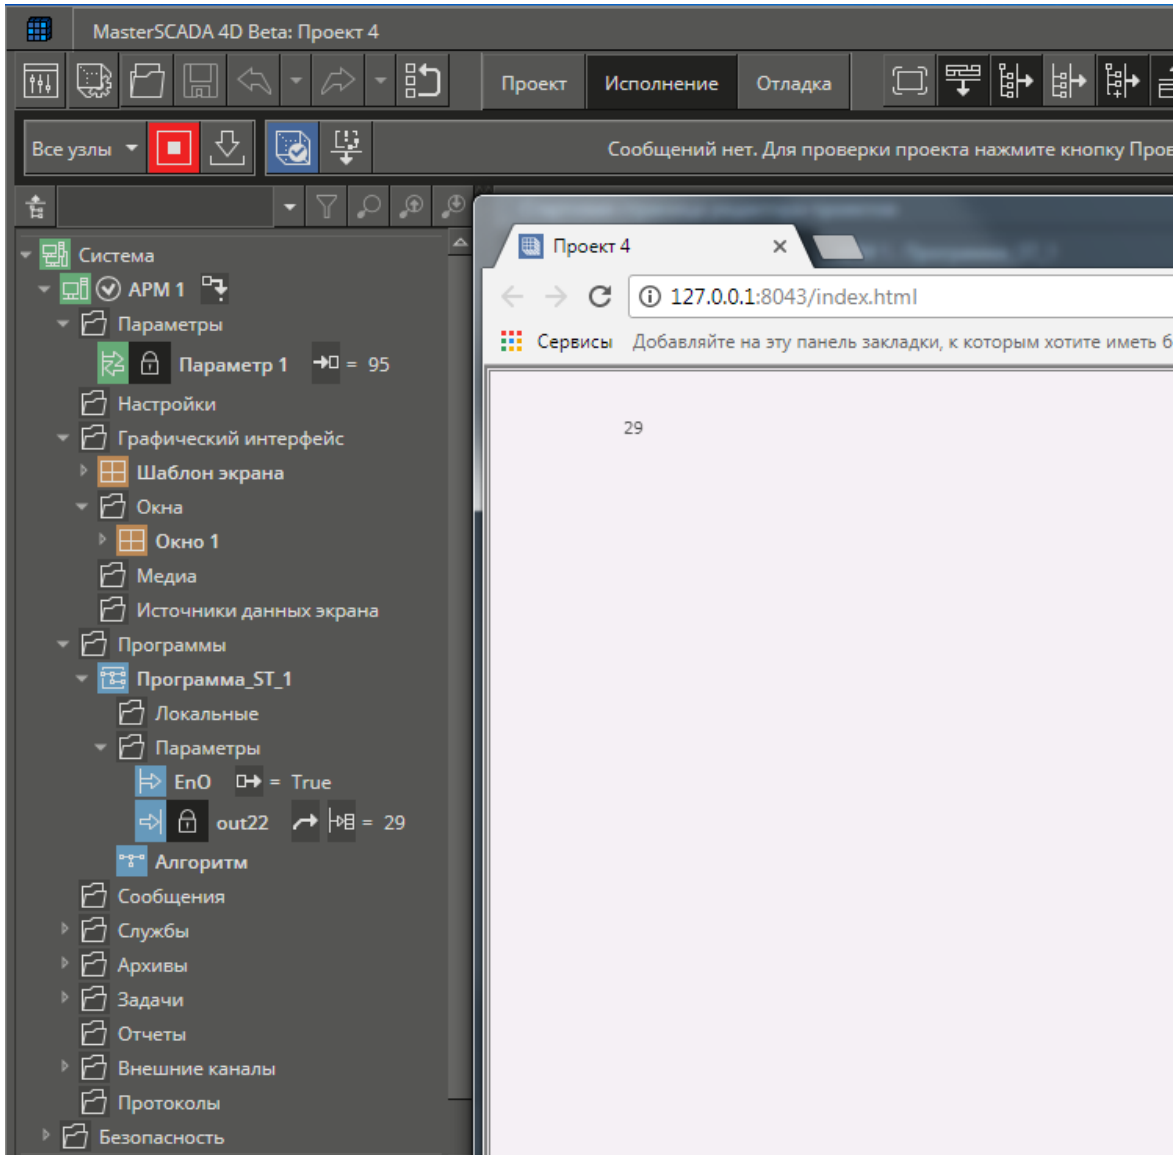 MasterSCADA 4D Beta: Проект 4
Проект Исполнение Отладка
Все узлы
Сообщений нет. Для проверки проекта нажмите кнопку Пров
Система
АРМ 1
Параметры
Параметр 1 = 95
Настройки
Графический интерфейс
Шаблон экрана
Окна
Окно 1
Медиа
Источники данных экрана
Программы
Программа_ST_1
Локальные
Параметры
EnO = True
out22 = 29
Алгоритм
Сообщения
Службы
Архивы
Задачи
Отчеты
Внешние каналы
Протоколы
Безопасность
Проект 4
127.0.0.1:8043/index.html
Сервисы Добавляйте на эту панель закладки, к которым хотите иметь б
29